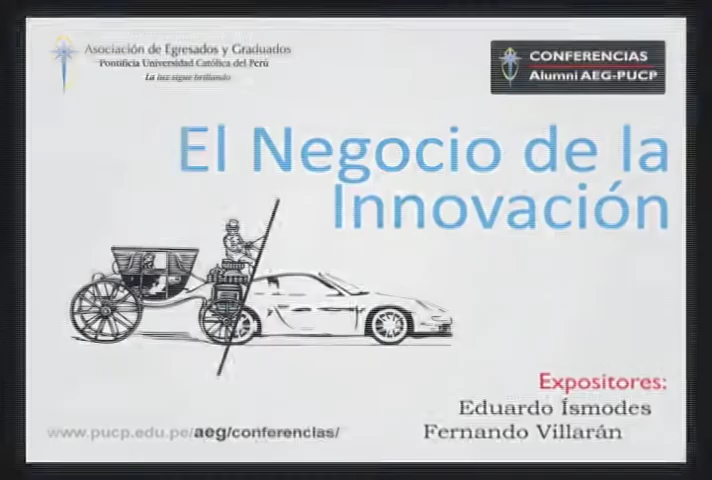 Asociación de Egresados y Graduados
Pontificia Universidad Católica del Perú
La luz sigue brillando
CONFERENCIAS
Alumni AEG-PUCP
El Negocio de la
Innovación
Expositores:
Eduardo Ísmodes
Fernando Villarán
www.pucp.edu.pe/aeg/conferencias/